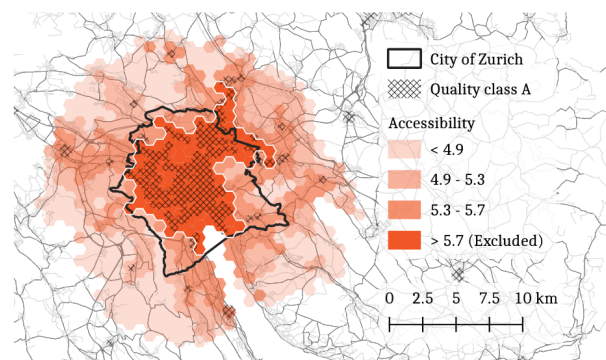 City of Zurich
Quality class A
Accessibility
< 4.9
4.9 - 5.3
5.3 - 5.7
> 5.7 (Excluded)
0 2.5 5 7.5 10 km